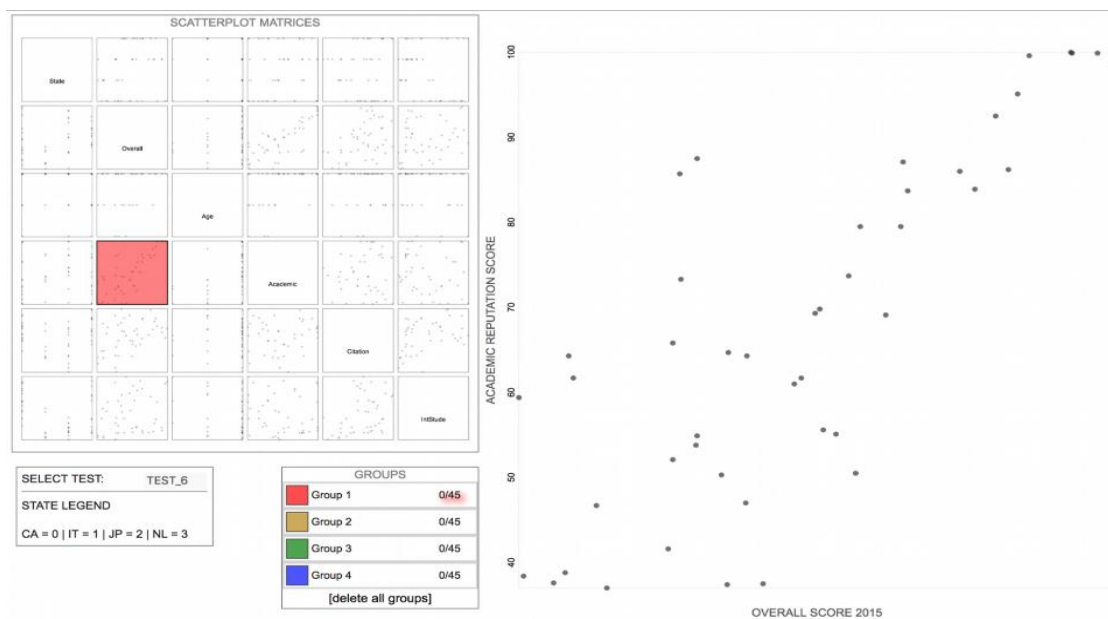 SCATTERPLOT MATRICES
State
Overall
Age
Academic
Citation
IntStude
SELECT TEST: TEST_6
STATE LEGEND
CA = 0 | IT = 1 | JP = 2 | NL = 3
GROUPS
Group 1 0/45
Group 2 0/45
Group 3 0/45
Group 4 0/45
[delete all groups]
ACADEMIC REPUTATION SCORE
100
90
80
70
60
50
40
OVERALL SCORE 2015